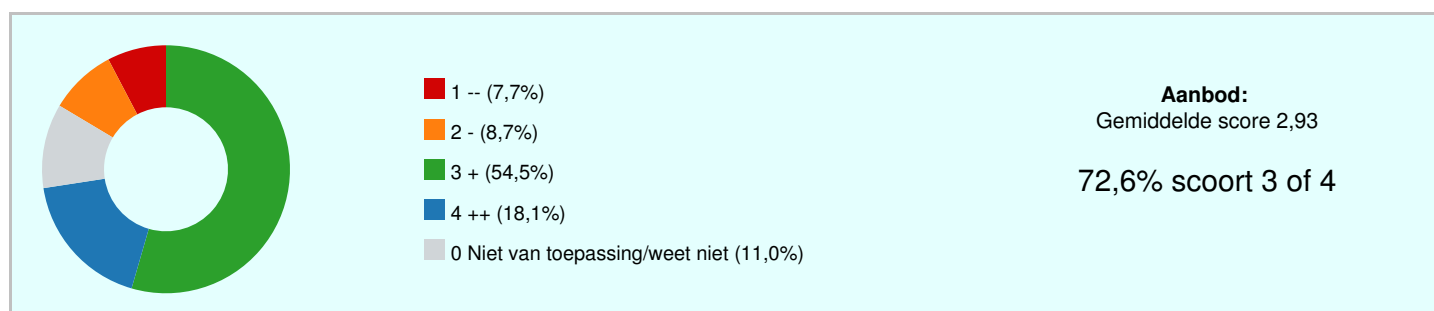 1 -- (7,7%)
2 - (8,7%)
3 + (54,5%)
4 ++ (18,1%)
0 Niet van toepassing/weet niet (11,0%)
Aanbod:
Gemiddelde score 2,93
72,6% scoort 3 of 4